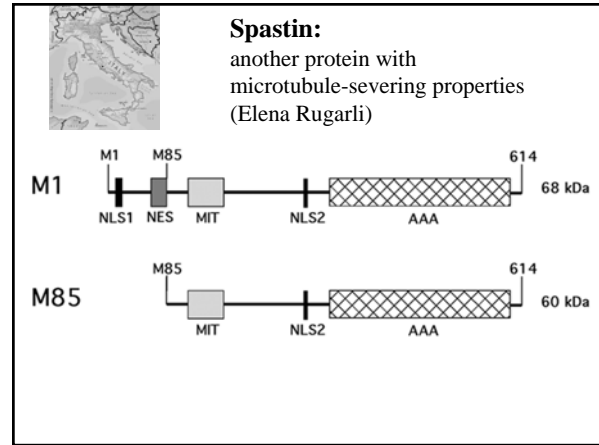 Spastin:
another protein with
microtubule-severing properties
(Elena Rugarli)
M1 M85 614
M1 68 kDa
NLS1 NES MIT NLS2 AAA
M85 614
M85 60 kDa
MIT NLS2 AAA